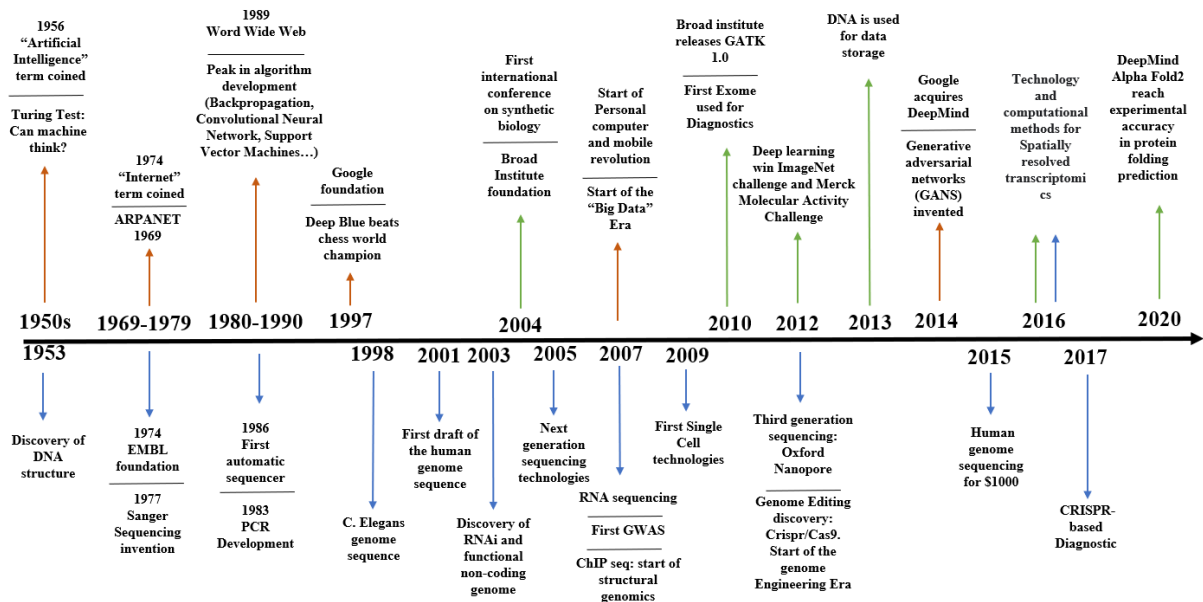 1956
“Artificial
Intelligence”
term coined
Turing Test:
Can machine
think?
1974
“Internet”
term coined
ARPANET
1969
1989
Word Wide Web
Peak in algorithm
development
(Backpropagation,
Convolutional Neural
Network, Support
Vector Machines…)
Google
foundation
Deep Blue beats
chess world
champion
First
international
conference
on synthetic
biology
Broad
Institute
foundation
Start of
Personal
computer
and mobile
revolution
Start of the
“Big Data”
Era
Broad institute
releases GATK
1.0
First Exome
used for
Diagnostics
Deep learning
win ImageNet
challenge and Merck
Molecular Activity
Challenge
DNA is used
for data
storage
Google
acquires
DeepMind
Generative
adversarial
networks
(GANS)
invented
Technology
and
computational
methods for
Spatially
resolved
transcriptomi
cs
DeepMind
Alpha Fold2
reach
experimental
accuracy
in protein
folding
prediction
1950s
1969-1979
1980-1990
1997
2004
2007
2010
2012
2013
2014
2016
2020
1953
1998
2001
2003
2005
2009
2015
2017
Discovery of
DNA
structure
1974
EMBL
foundation
1977
Sanger
Sequencing
invention
1986
First
automatic
sequencer
1983
PCR
Development
C. Elegans
genome
sequence
First draft of
the human
genome
sequence
Discovery of
RNAi and
functional
non-coding
genome
Next
generation
sequencing
technologies
RNA sequencing
First GWAS
ChIP seq: start of
structural
genomics
First Single
Cell
technologies
Third generation
sequencing:
Oxford
Nanopore
Genome Editing
discovery:
Crispr/Cas9.
Start of the
genome
Engineering Era
Human
genome
sequencing
for $1000
CRISPR-
based
Diagnostic